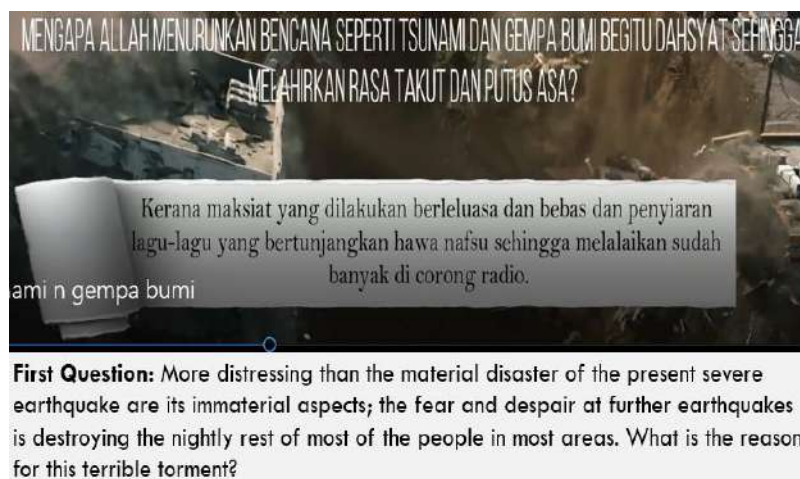 MENGAPA ALLAH MENURUNKAN BENCANA SEPERTI TSUNAMI DAN GEMPA BUMI BEGITU DAHSYAT SEHINGGA
MELAHIRKAN RASA TAKUT DAN PUTUS ASA?
Kerana maksiat yang dilakukan berleluasa dan bebas dan penyiaran
lagu-lagu yang bertunjangkan hawa nafsu sehingga melalaikan sudah
banyak di corong radio.
ami n gempa bumi
First Question: More distressing than the material disaster of the present severe
earthquake are its immaterial aspects; the fear and despair at further earthquakes
is destroying the nightly rest of most of the people in most areas. What is the reason
for this terrible torment?